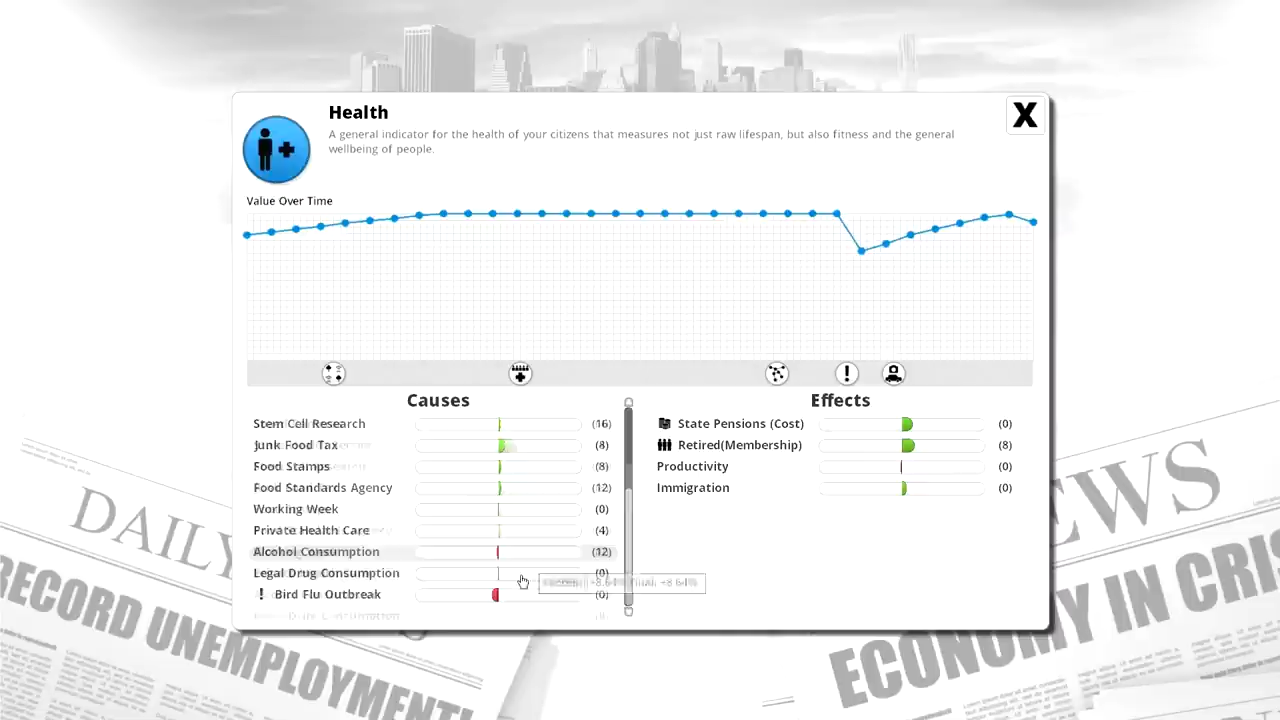 Health
X
A general indicator for the health of your citizens that measures not just raw lifespan, but also fitness and the general
wellbeing of people.
Value Over Time
Causes
Effects
Stem Cell Research (16)
Junk Food Tax (8)
Food Stamps (8)
Food Standards Agency (12)
Working Week (0)
Private Health Care (4)
Alcohol Consumption (12)
Legal Drug Consumption (0)
! Bird Flu Outbreak (0)
State Pensions (Cost) (0)
Retired(Membership) (8)
Productivity (0)
Immigration (0)
DAILY
NEWS
RECORD UNEMPLOYMENT
ECONOMY IN CRIS